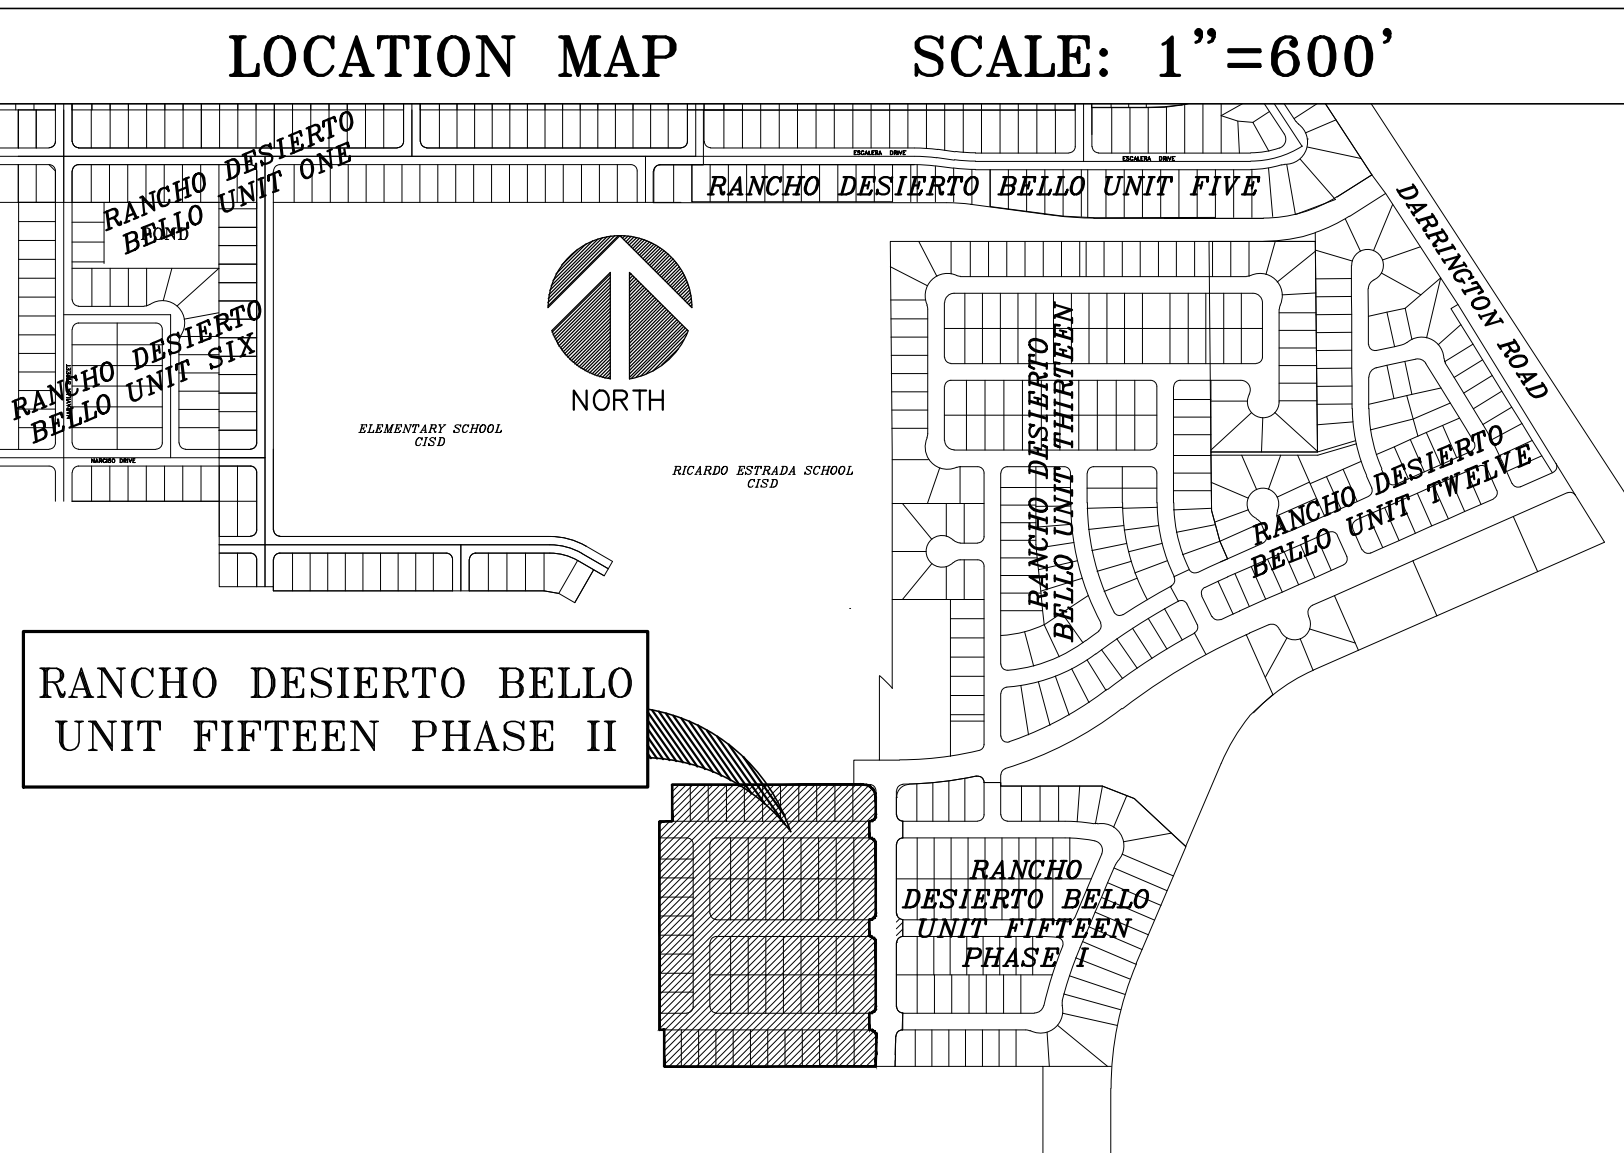 LOCATION MAP
SCALE: 1"=600'
RANCHO DESIERTO
BELLO UNIT ONE
POND
ESCALERA DRIVE
ESCALERA DRIVE
RANCHO DESIERTO BELLO UNIT FIVE
DARRINGTON ROAD
RANCHO DESIERTO
BELLO UNIT SIX
NARCISO DRIVE
NORTH
ELEMENTARY SCHOOL
CISD
RICARDO ESTRADA SCHOOL
CISD
RANCHO DESIERTO
BELLO UNIT THIRTEEN
RANCHO DESIERTO
BELLO UNIT TWELVE
RANCHO DESIERTO BELLO
UNIT FIFTEEN PHASE II
RANCHO
DESIERTO BELLO
UNIT FIFTEEN
PHASE I